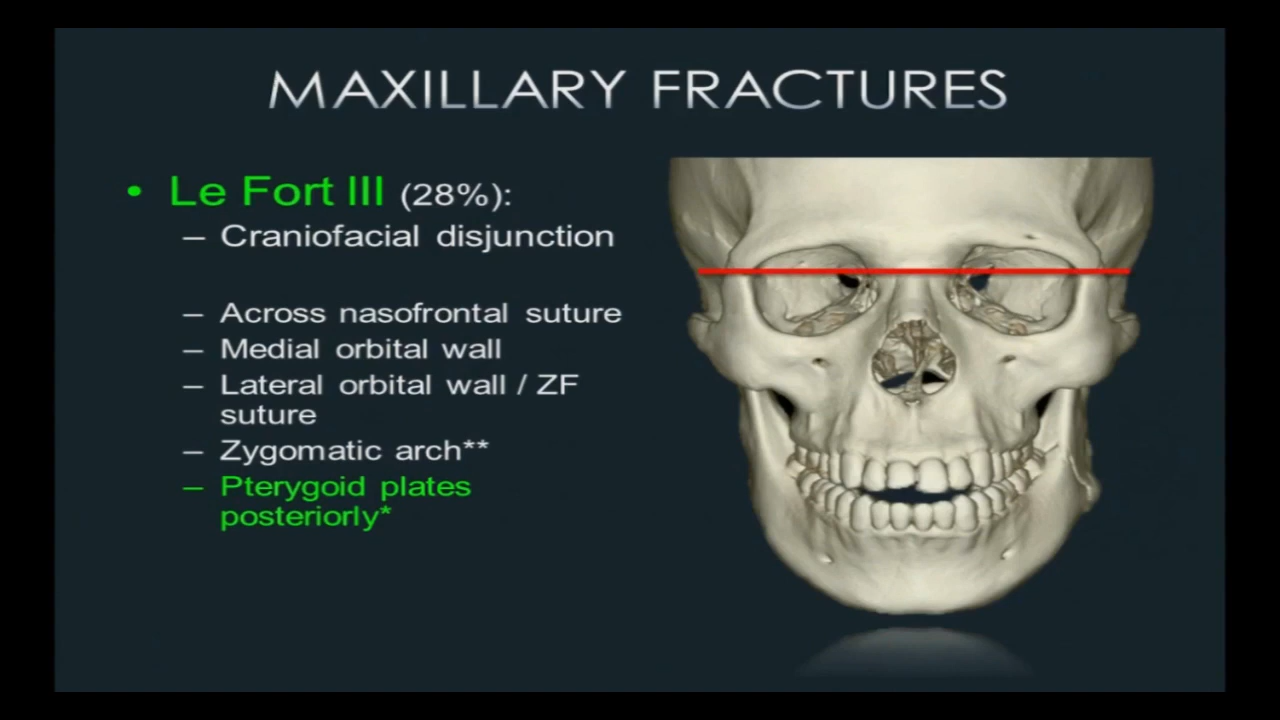 MAXILLARY FRACTURES
• Le Fort III (28%):
– Craniofacial disjunction
– Across nasofrontal suture
– Medial orbital wall
– Lateral orbital wall / ZF
suture
– Zygomatic arch**
– Pterygoid plates
posteriorly*